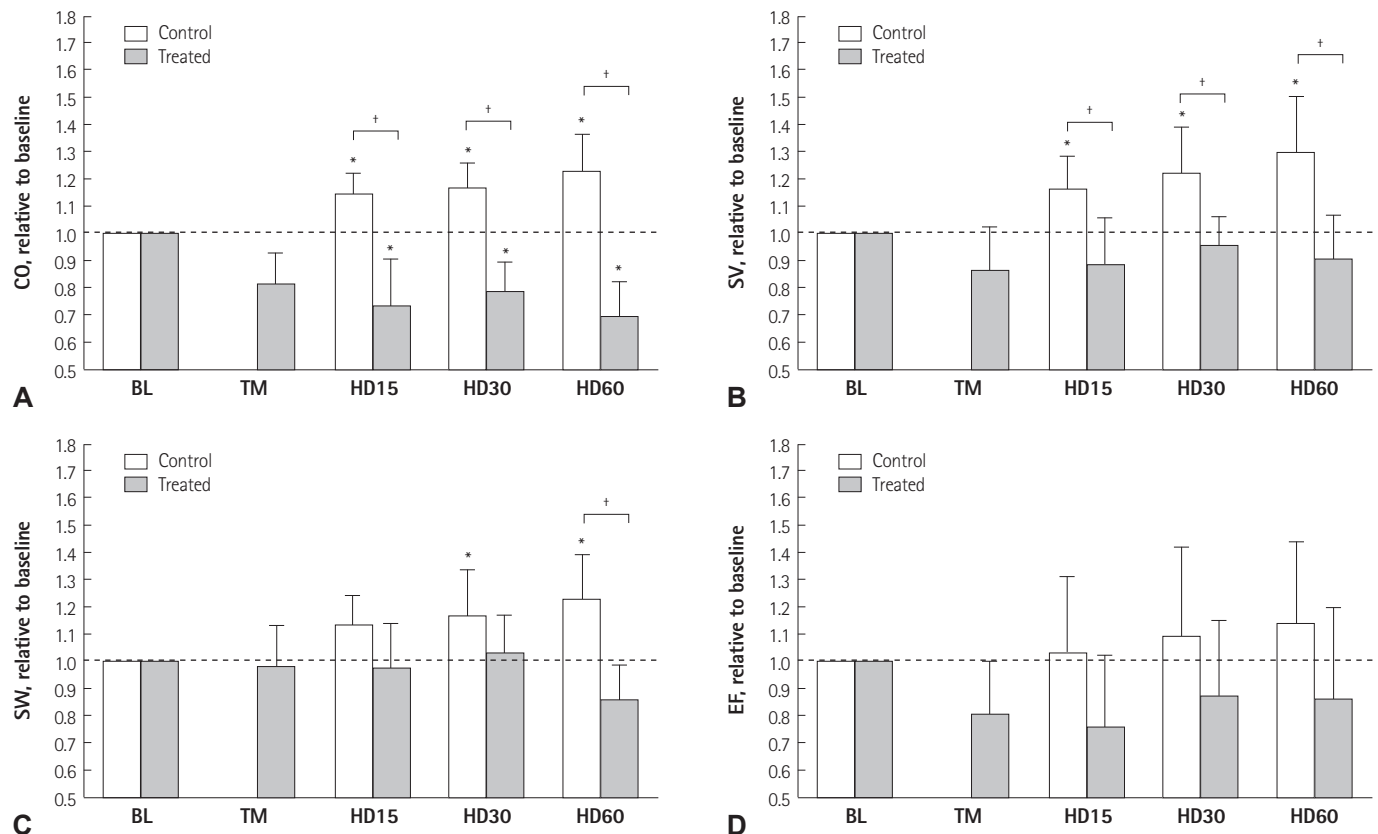 CO, relative to baseline
1.8
1.7
1.6
1.5
1.4
1.3
1.2
1.1
1.0
0.9
0.8
0.7
0.6
0.5
Control
Treated
* † * † * †
* * *
BL TM HD15 HD30 HD60
A
SV, relative to baseline
1.8
1.7
1.6
1.5
1.4
1.3
1.2
1.1
1.0
0.9
0.8
0.7
0.6
0.5
Control
Treated
* † * † * †
BL TM HD15 HD30 HD60
B
SW, relative to baseline
1.8
1.7
1.6
1.5
1.4
1.3
1.2
1.1
1.0
0.9
0.8
0.7
0.6
0.5
Control
Treated
* * †
BL TM HD15 HD30 HD60
C
EF, relative to baseline
1.8
1.7
1.6
1.5
1.4
1.3
1.2
1.1
1.0
0.9
0.8
0.7
0.6
0.5
Control
Treated
BL TM HD15 HD30 HD60
D